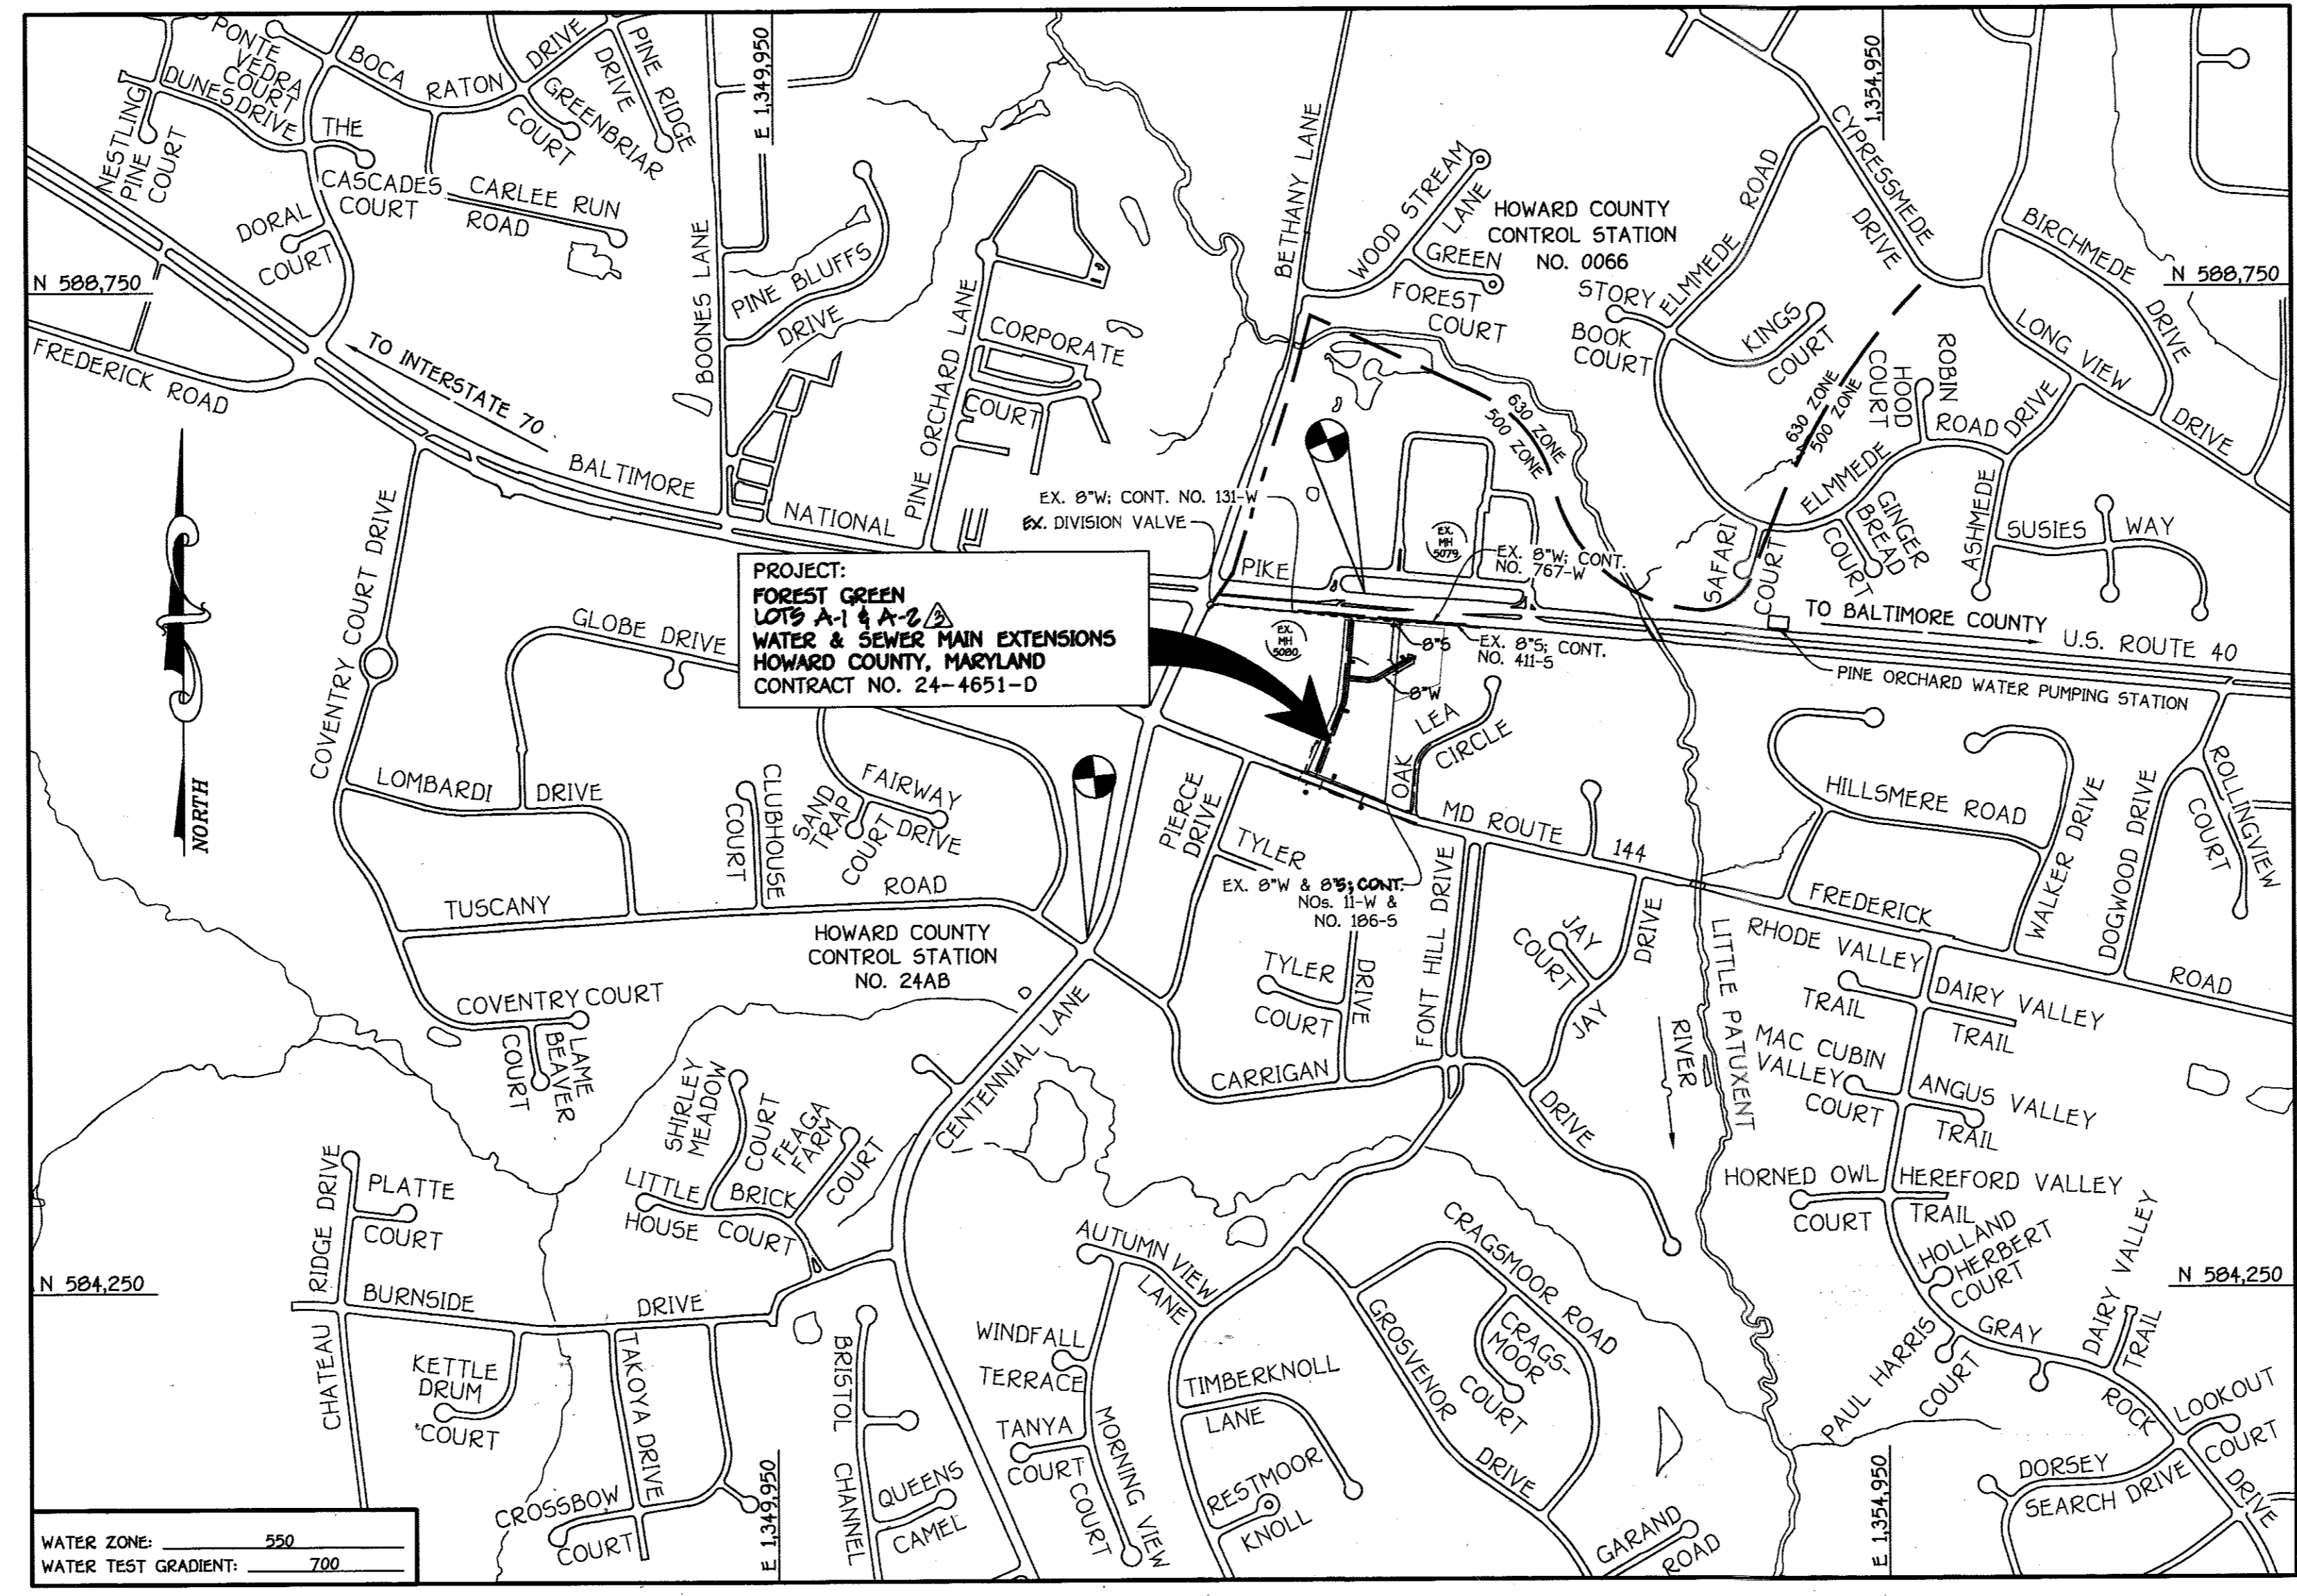 PONTE
VEDRA
COURT
BOCA
RATON
DRIVE
PINE RIDGE
DRIVE
GREENBRIAR
COURT
DUNES DRIVE
NESTLING
PINE
COURT
THE
CASCADES
COURT
CARLEE RUN
ROAD
DORAL
COURT
N 588,750
FREDERICK ROAD
TO INTERSTATE 70
BALTIMORE
NATIONAL
PIKE
BOONES LANE
E 1,349,950
PINE BLUFFS
DRIVE
PINE ORCHARD LANE
CORPORATE
COURT
BETHANY LANE
WOOD STREAM
LANE
GREEN
FOREST
COURT
HOWARD COUNTY
CONTROL STATION
NO. 0066
STORY
BOOK
COURT
ELMMEDE
ROAD
1,354,950
CYPRESSMEDE
DRIVE
BIRCHMEDE
DRIVE
N 588,750
LONG VIEW
DRIVE
KINGS
COURT
630 ZONE
500 ZONE
ROBIN
HOOD
COURT
ROAD
DRIVE
ELMMEDE
GINGER
BREAD
COURT
ASHMEDE
SUSIES WAY
SAFARI
COURT
630 ZONE
500 ZONE
EX. 8"W; CONT. NO. 131-W
EX. DIVISION VALVE
EX.
MH
5079
EX. 8"W; CONT.
NO. 767-W
EX.
MH
5080
8"S
EX. 8"S; CONT.
NO. 411-S
8"W
TO BALTIMORE COUNTY
U.S. ROUTE 40
PINE ORCHARD WATER PUMPING STATION
PROJECT:
FOREST GREEN
LOTS A-1 & A-2 3
WATER & SEWER MAIN EXTENSIONS
HOWARD COUNTY, MARYLAND
CONTRACT NO. 24-4651-D
NORTH
COVENTRY COURT DRIVE
GLOBE DRIVE
LOMBARDI DRIVE
CLUBHOUSE
COURT
SAND
TRAP
COURT
FAIRWAY
DRIVE
TUSCANY
ROAD
HOWARD COUNTY
CONTROL STATION
NO. 24AB
PIERCE
DRIVE
TYLER
EX. 8"W & 8"S; CONT.
NOs. 11-W &
NO. 186-S
OAK
LEA
CIRCLE
MD ROUTE
144
FREDERICK
ROAD
HILLSMERE ROAD
WALKER DRIVE
DOGWOOD DRIVE
ROLLINGVIEW
COURT
FONT HILL DRIVE
JAY
COURT
JAY
DRIVE
TYLER
COURT
DRIVE
CARRIGAN
DRIVE
LITTLE PATUXENT
RIVER
RHODE VALLEY
TRAIL
DAIRY VALLEY
TRAIL
MAC CUBIN
VALLEY
COURT
ANGUS VALLEY
TRAIL
HORNED OWL
COURT
HEREFORD VALLEY
TRAIL
HOLLAND
HERBERT
COURT
DAIRY VALLEY
TRAIL
N 584,250
COVENTRY COURT
LAME
BEAVER
COURT
SHIRLEY
MEADOW
COURT
FEAGA
FARM
COURT
LITTLE
BRICK
HOUSE COURT
CENTENNIAL LANE
PLATTE
COURT
CHATEAU RIDGE DRIVE
N 584,250
BURNSIDE
DRIVE
KETTLE
DRUM
COURT
TAKOYA DRIVE
CROSSBOW
COURT
E 1,349,950
BRISTOL CHANNEL
QUEENS
CAMEL
AUTUMN VIEW
LANE
WINDFALL
TERRACE
TANYA
COURT
MORNING VIEW
COURT
TIMBERKNOLL
LANE
RESTMOOR
KNOLL
CRAGSMOOR ROAD
CRAGS-
MOOR
COURT
GROSVENOR
DRIVE
GARAND
ROAD
PAUL HARRIS
COURT
GRAY
ROCK
DRIVE
LOOKOUT
COURT
DORSEY
SEARCH DRIVE
E 1,354,950
WATER ZONE: 550
WATER TEST GRADIENT: 700